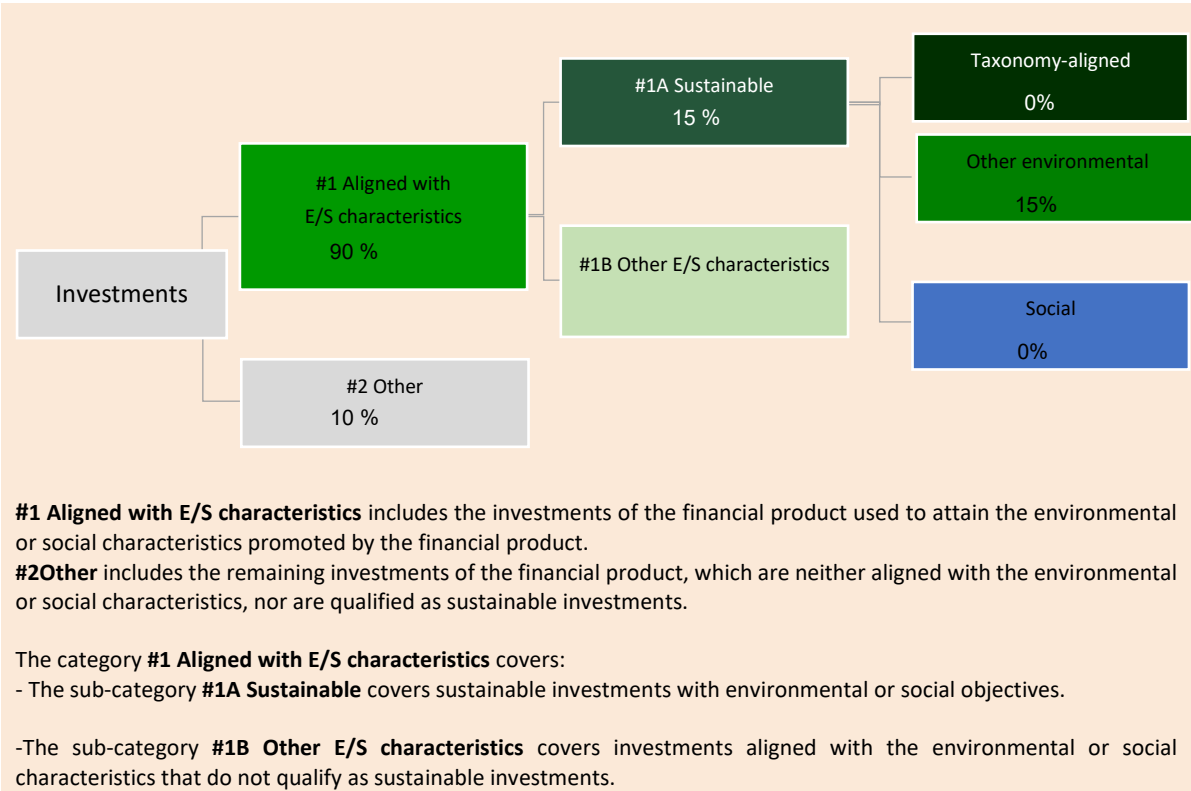 Taxonomy-aligned
0%
#1A Sustainable
15 %
Other environmental
15%
#1 Aligned with
E/S characteristics
90 %
#1B Other E/S characteristics
Investments
Social
0%
#2 Other
10 %
#1 Aligned with E/S characteristics includes the investments of the financial product used to attain the environmental
or social characteristics promoted by the financial product.
#2Other includes the remaining investments of the financial product, which are neither aligned with the environmental
or social characteristics, nor are qualified as sustainable investments.
The category #1 Aligned with E/S characteristics covers:
- The sub-category #1A Sustainable covers sustainable investments with environmental or social objectives.
-The sub-category #1B Other E/S characteristics covers investments aligned with the environmental or social
characteristics that do not qualify as sustainable investments.